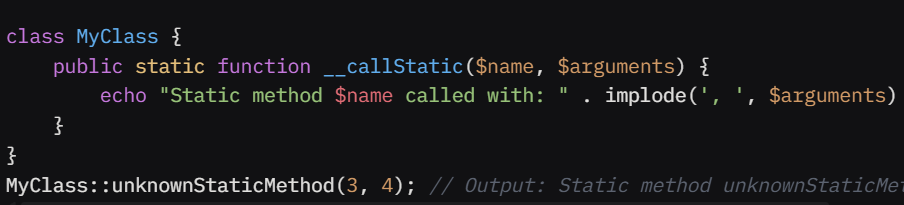 class MyClass {
    public static function __callStatic($name, $arguments) {
        echo "Static method $name called with: " . implode(', ', $arguments)
    }
}
MyClass::unknownStaticMethod(3, 4); // Output: Static method